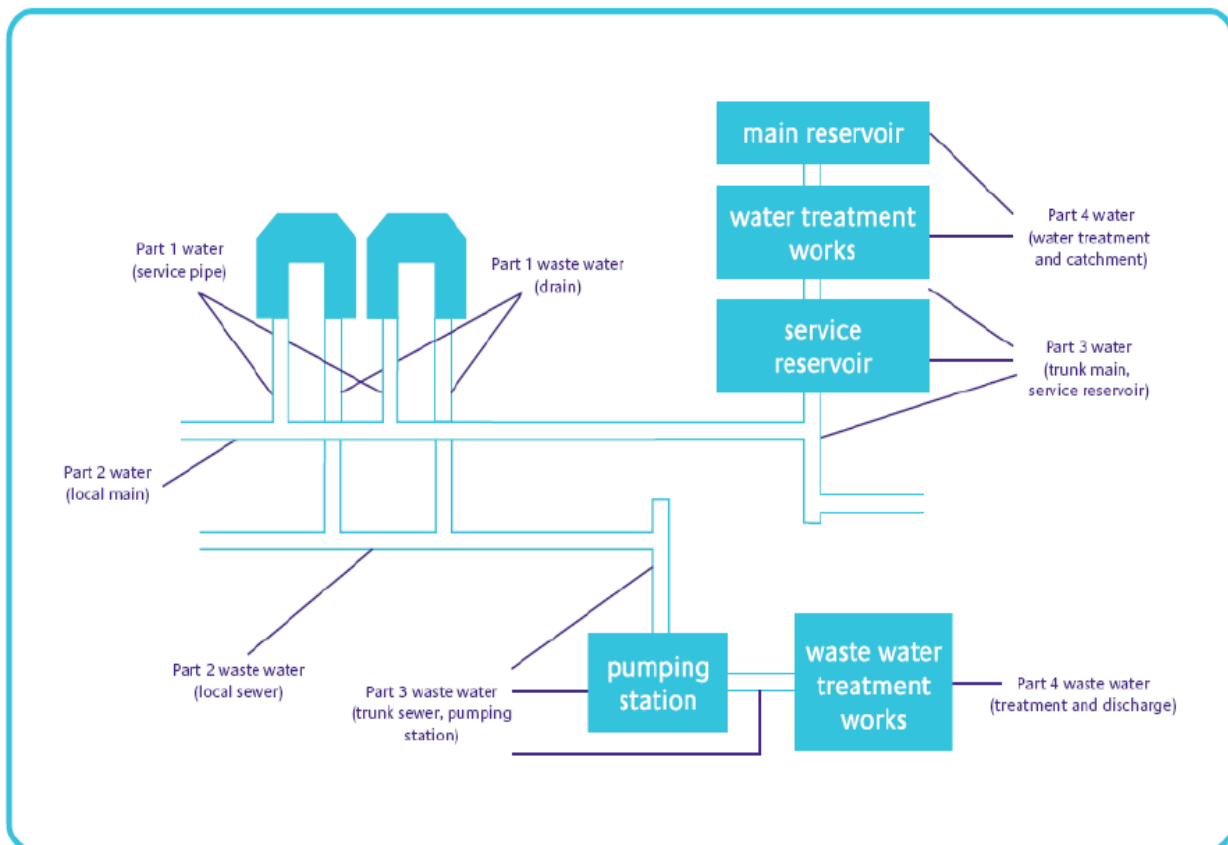 main reservoir
water treatment
works
service
reservoir
Part 4 water
(water treatment
and catchment)
Part 1 water
(service pipe)
Part 1 waste water
(drain)
Part 3 water
(trunk main,
service reservoir)
Part 2 water
(local main)
Part 2 waste water
(local sewer)
Part 3 waste water
(trunk sewer, pumping
station)
pumping
station
waste water
treatment
works
Part 4 waste water
(treatment and discharge)